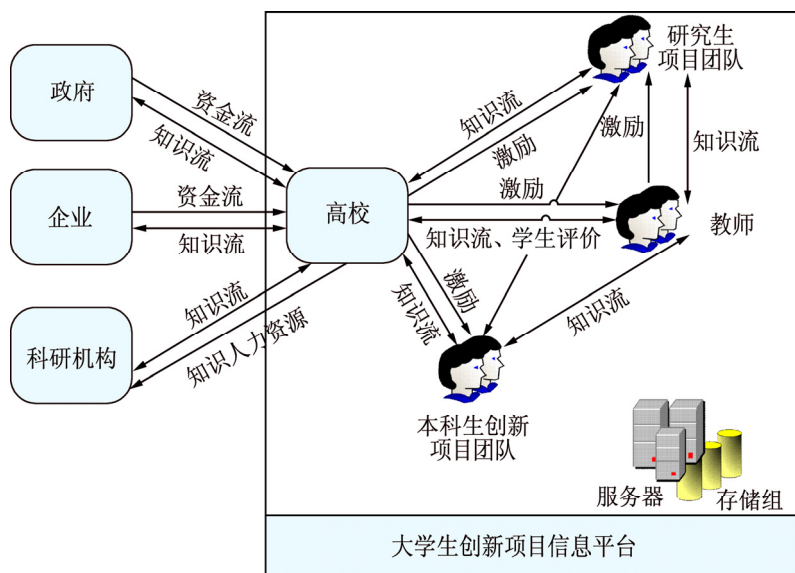 研究生
项目团队
政府
资金流
知识流
知识流
激励
激励
知识流
企业
资金流
知识流
高校
激励
知识流、学生评价
教师
科研机构
知识流
知识人力资源
激励
知识流
知识流
本科生创新
项目团队
服务器
存储组
大学生创新项目信息平台